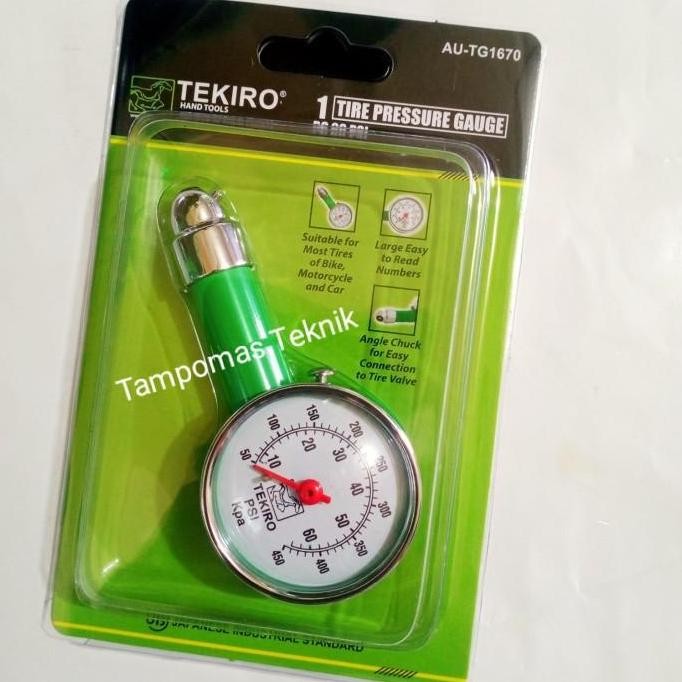 AU-TG1670
TEKIRO®
HAND TOOLS
1 TIRE PRESSURE GAUGE
Suitable for
Most Tires
of Bike,
Motorcycle
and Car
Large Easy
to Read
Numbers
Angle Chuck
for Easy
Connection
to Tire Valve
Tampomas Teknik
50 100 150 200 250 300 350 400 450
10 20 30 40 50 60
TEKIRO
PSI
Kpa
JAPANESE INDUSTRIAL STANDARD